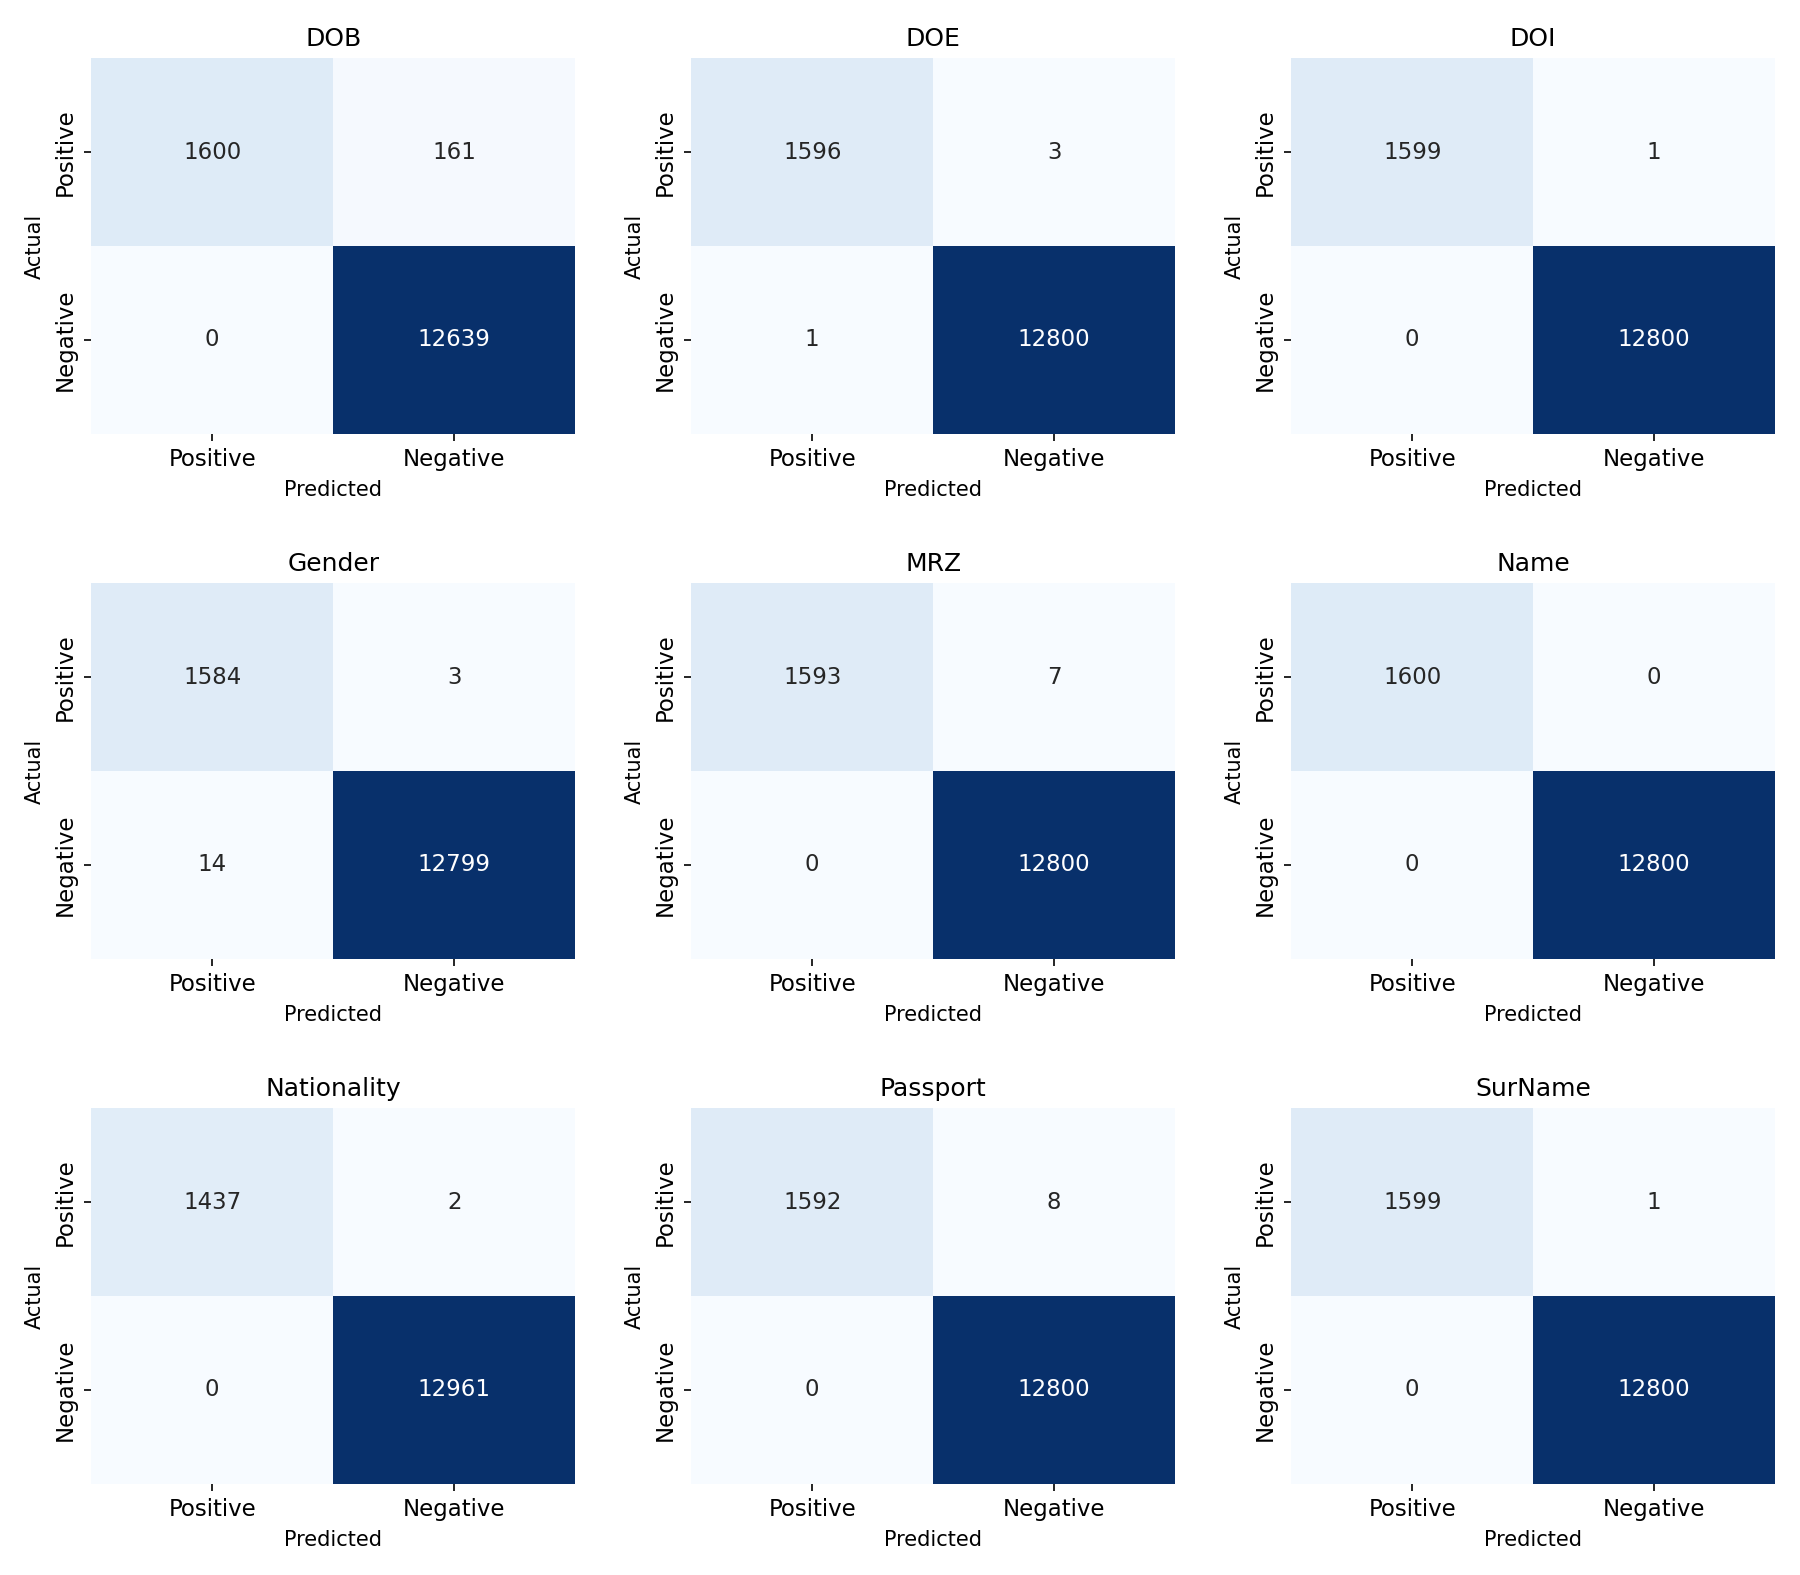 DOB DOE DOI
Actual Positive 1600 161 Actual Positive 1596 3 Actual Positive 1599 1
Negative 0 12639 Negative 1 12800 Negative 0 12800
Positive Negative Positive Negative Positive Negative
Predicted Predicted Predicted
Gender MRZ Name
Actual Positive 1584 3 Actual Positive 1593 7 Actual Positive 1600 0
Negative 14 12799 Negative 0 12800 Negative 0 12800
Positive Negative Positive Negative Positive Negative
Predicted Predicted Predicted
Nationality Passport SurName
Actual Positive 1437 2 Actual Positive 1592 8 Actual Positive 1599 1
Negative 0 12961 Negative 0 12800 Negative 0 12800
Positive Negative Positive Negative Positive Negative
Predicted Predicted Predicted